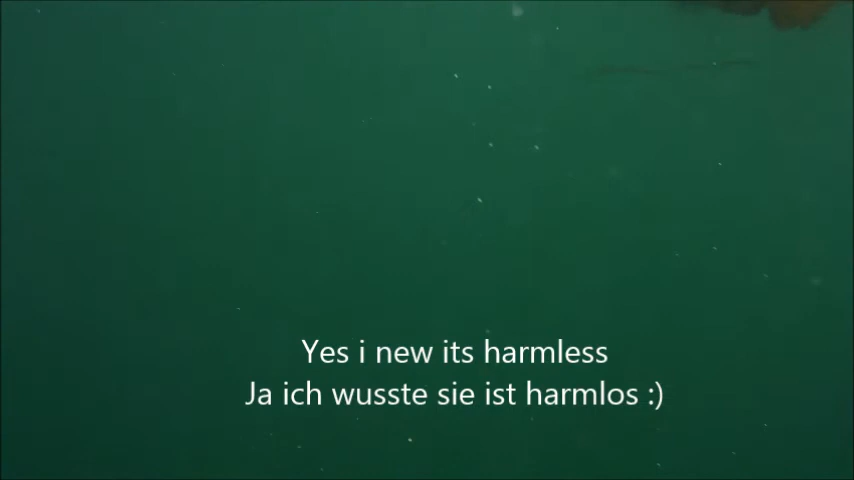 Yes i new its harmless
Ja ich wusste sie ist harmlos :)